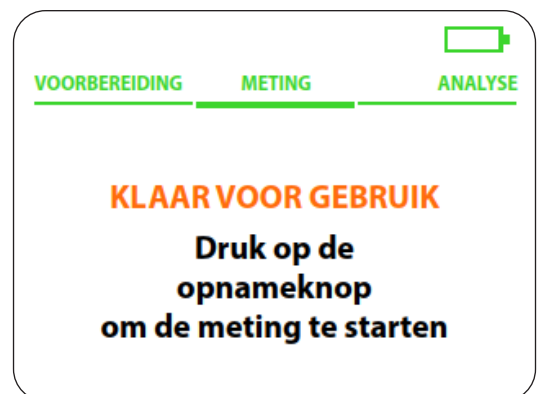 VOORBEREIDING METING ANALYSE
KLAAR VOOR GEBRUIK
Druk op de
opnameknop
om de meting te starten